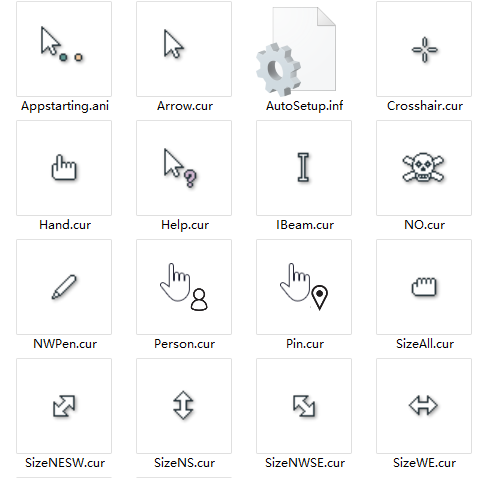 Appstarting.ani
Arrow.cur
AutoSetup.inf
Crosshair.cur
Hand.cur
Help.cur
IBeam.cur
NO.cur
NWPen.cur
Person.cur
Pin.cur
SizeAll.cur
SizeNESW.cur
SizeNS.cur
SizeNWSE.cur
SizeWE.cur